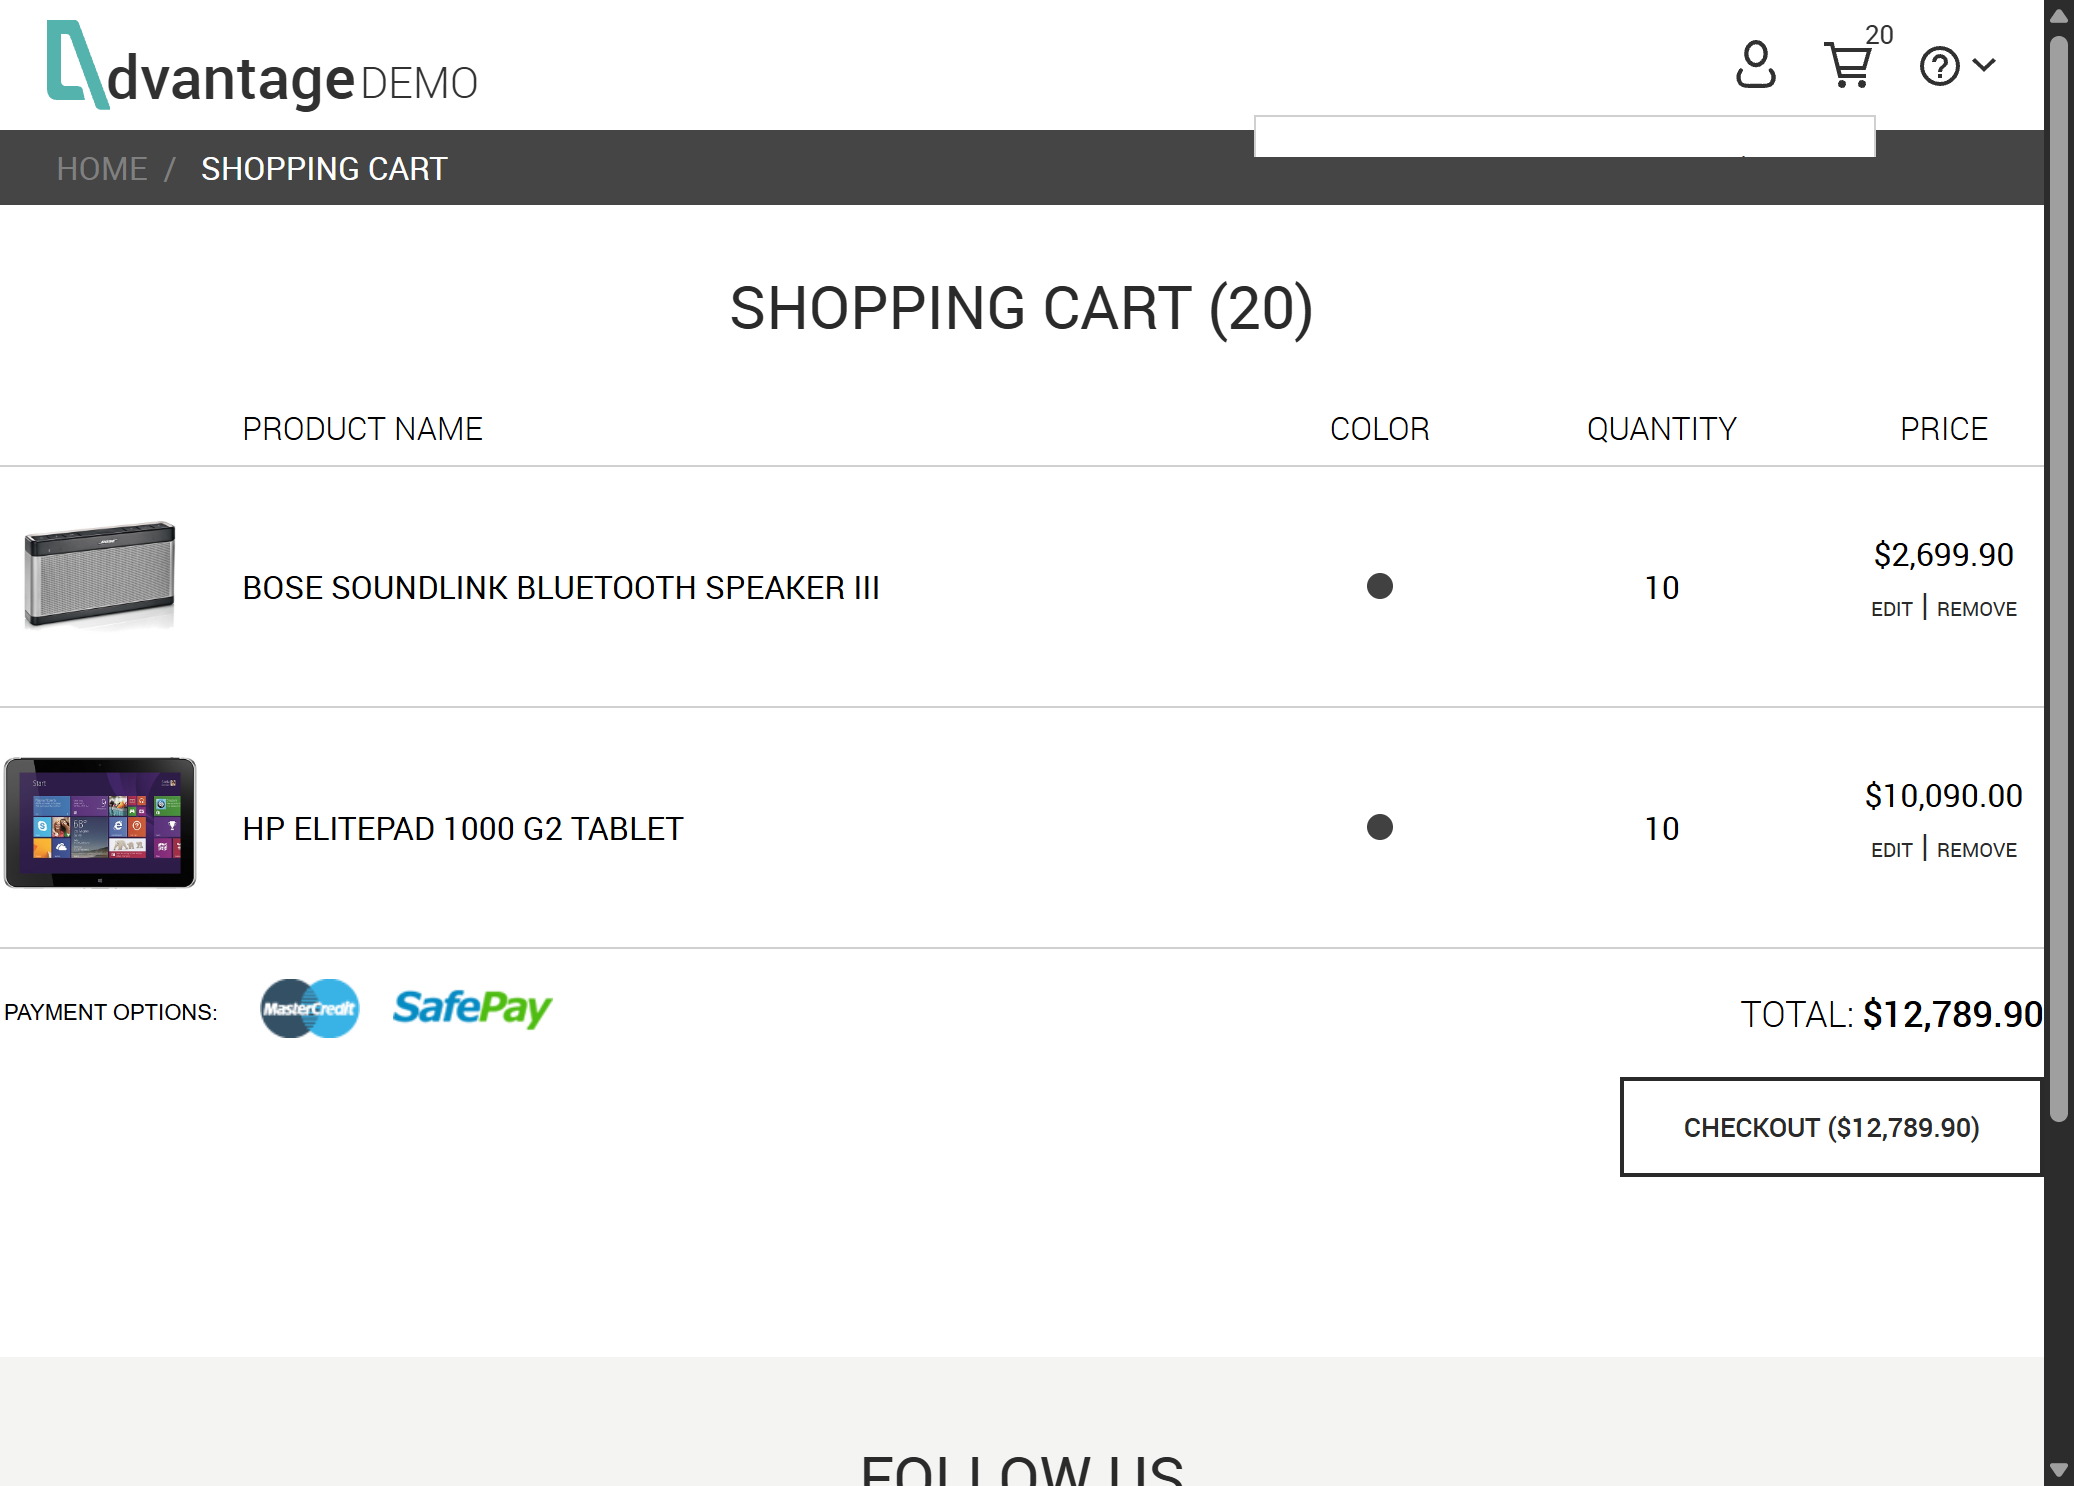 dvantage DEMO
20
HOME / SHOPPING CART
SHOPPING CART (20)
PRODUCT NAME COLOR QUANTITY PRICE
BOSE SOUNDLINK BLUETOOTH SPEAKER III 10 $2,699.90
EDIT | REMOVE
HP ELITEPAD 1000 G2 TABLET 10 $10,090.00
EDIT | REMOVE
PAYMENT OPTIONS: MasterCredit SafePay TOTAL: $12,789.90
CHECKOUT ($12,789.90)
FOLLOW US